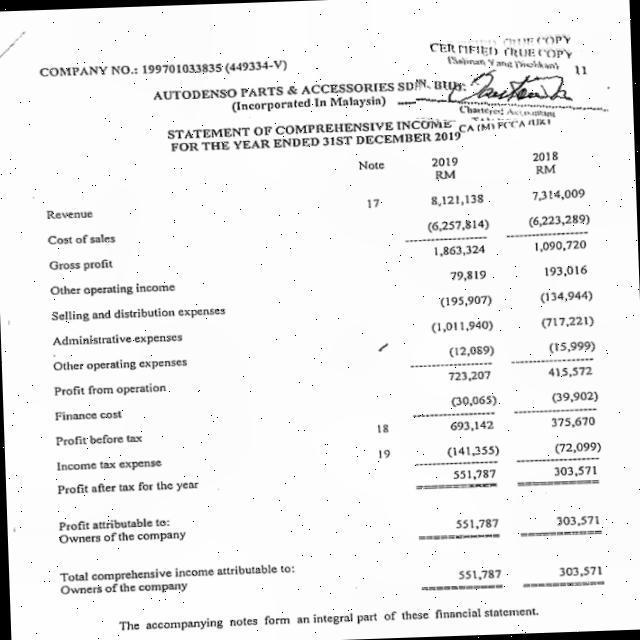 TRUE COPY
CERTIFIED TRUE COPY
COMPANY NO.: 199701033835 (449334-V)
11
AUTODENSO PARTS & ACCESSORIES SDN. BHD.
(Incorporated In Malaysia)
Chartered Accountant
CA (M) FCCA (UK)
STATEMENT OF COMPREHENSIVE INCOME
FOR THE YEAR ENDED 31ST DECEMBER 2019
Note 2019 2018
RM RM
Revenue 17 8,121,138 7,314,009
Cost of sales (6,257,814) (6,223,289)
Gross profit 1,863,324 1,090,720
Other operating income 79,819 193,016
Selling and distribution expenses (195,907) (134,944)
Administrative expenses (1,011,940) (717,221)
Other operating expenses (12,089) (15,999)
Profit from operation 723,207 415,572
Finance cost (30,065) (39,902)
Profit before tax 18 693,142 375,670
Income tax expense 19 (141,355) (72,099)
Profit after tax for the year 551,787 303,571
Profit attributable to:
Owners of the company 551,787 303,571
Total comprehensive income attributable to:
Owners of the company 551,787 303,571
The accompanying notes form an integral part of these financial statement.